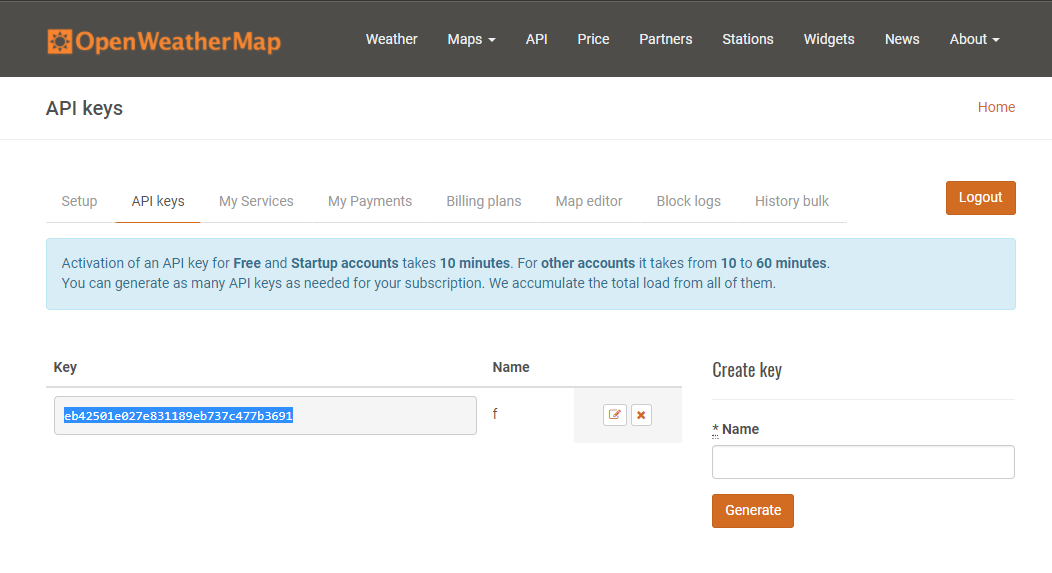 OpenWeatherMap
Weather Maps API Price Partners Stations Widgets News About
API keys
Home
Setup API keys My Services My Payments Billing plans Map editor Block logs History bulk
Logout
Activation of an API key for Free and Startup accounts takes 10 minutes. For other accounts it takes from 10 to 60 minutes.
You can generate as many API keys as needed for your subscription. We accumulate the total load from all of them.
Key Name
eb42501e027e831189eb737c477b3691 f
Create key
* Name
Generate